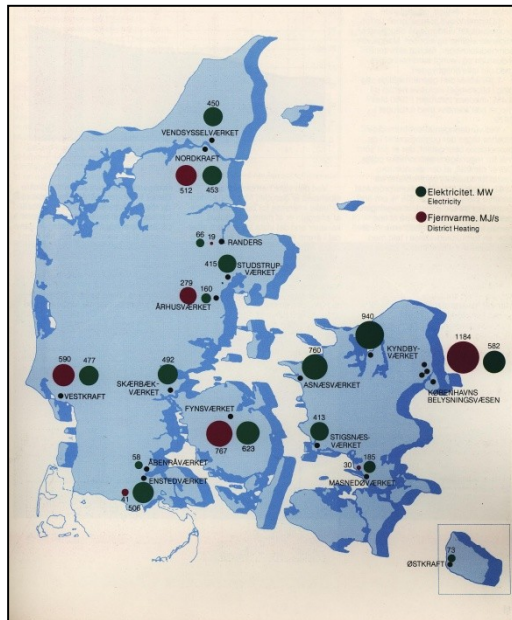 450
VENDSYSSELVÆRKET
NORDKRAFT
512
453
Elektricitet. MW
Electricity
Fjernvarme. MJ/s
District Heating
66
19
RANDERS
415
STUDSTRUP-
VÆRKET
279
160
ÅRHUSVÆRKET
940
KYNDBY-
VÆRKET
1184
582
760
ASNÆSVÆRKET
KØBENHAVNS
BELYSNINGSVÆSEN
590
477
VESTKRAFT
492
SKÆRBÆK-
VÆRKET
FYNSVÆRKET
767
623
413
STIGSNÆS-
VÆRKET
30
185
MASNEDØVÆRKET
58
ÅBENRÅVÆRKET
ENSTEDVÆRKET
41
506
73
ØSTKRAFT